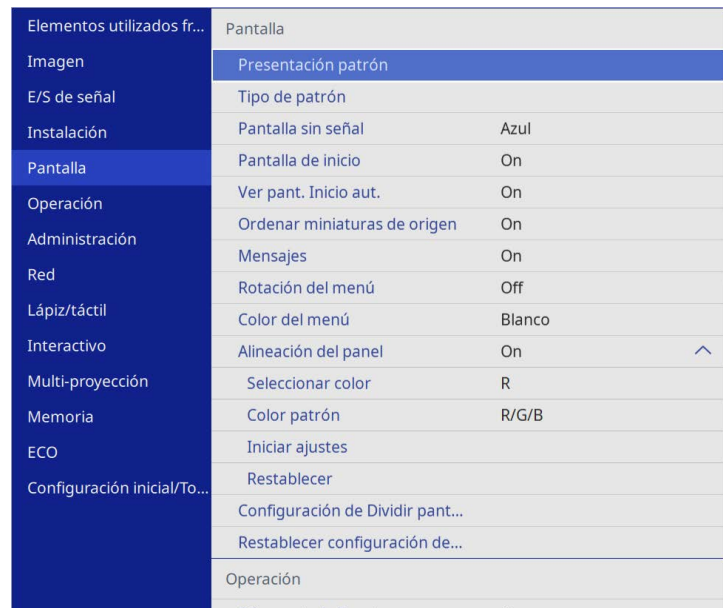 Elementos utilizados fr...
Imagen
E/S de señal
Instalación
Pantalla
Operación
Administración
Red
Lápiz/táctil
Interactivo
Multi-proyección
Memoria
ECO
Configuración inicial/To...
Pantalla
Presentación patrón
Tipo de patrón
Pantalla sin señal Azul
Pantalla de inicio On
Ver pant. Inicio aut. On
Ordenar miniaturas de origen On
Mensajes On
Rotación del menú Off
Color del menú Blanco
Alineación del panel On
Seleccionar color R
Color patrón R/G/B
Iniciar ajustes
Restablecer
Configuración de Dividir pant...
Restablecer configuración de...
Operación